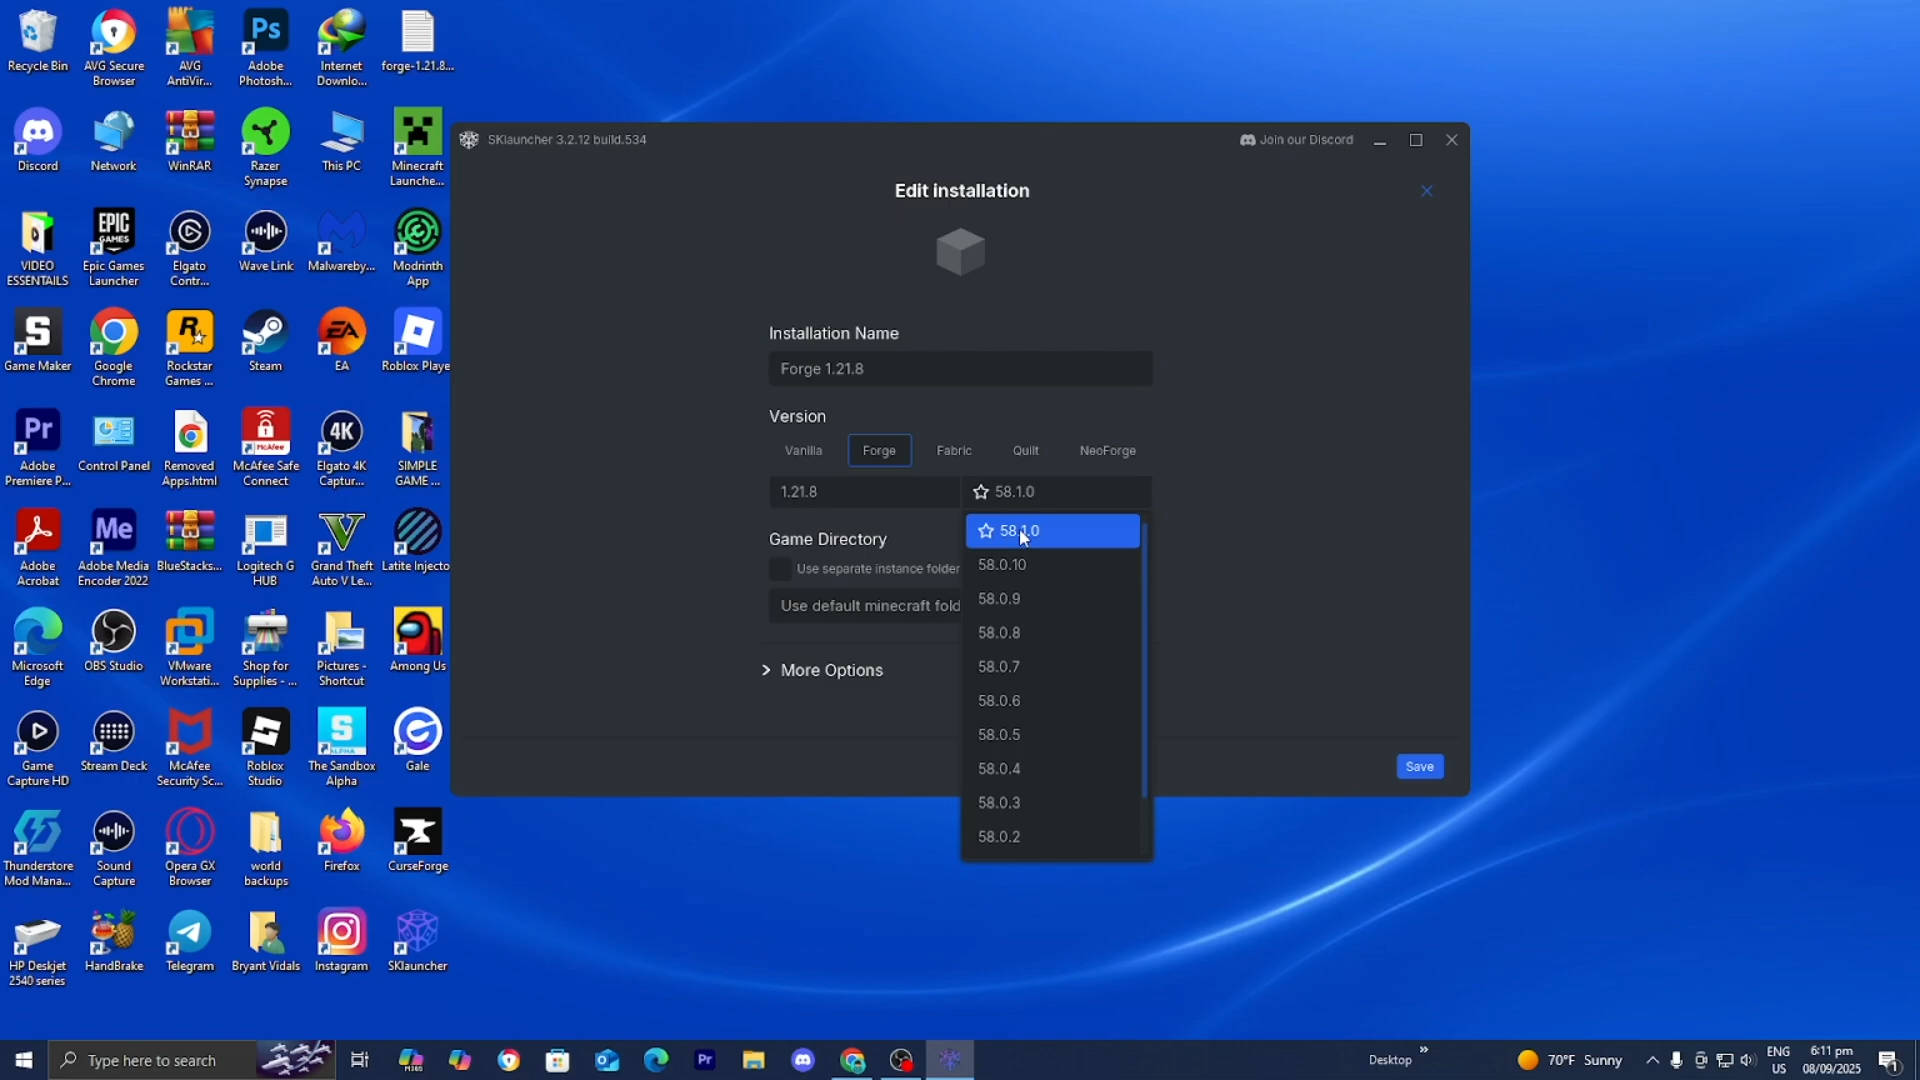 Recycle Bin
AVG Secure
Browser
AVG
AntiVir...
Adobe
Photosh...
Internet
Downlo...
forge-1.21.8...
Discord
Network
WinRAR
Razer
Synapse
This PC
Minecraft
Launche...
VIDEO
ESSENTAILS
Epic Games
Launcher
Elgato
Contr...
Wave Link
Malwareby...
Modrinth
App
Game Maker
Google
Chrome
Rockstar
Games ...
Steam
EA
Roblox Playe
Adobe
Premiere P...
Control Panel
Removed
Apps.html
McAfee Safe
Connect
Elgato 4K
Captur...
SIMPLE
GAME ...
Adobe
Acrobat
Adobe Media
Encoder 2022
BlueStacks...
Logitech G
HUB
Grand Theft
Auto V Le...
Latite Injecto
Microsoft
Edge
OBS Studio
VMware
Workstati...
Shop for
Supplies - ...
Pictures -
Shortcut
Among Us
Game
Capture HD
Stream Deck
McAfee
Security Sc...
Roblox
Studio
The Sandbox
Alpha
Gale
Thunderstore
Mod Mana...
Sound
Capture
Opera GX
Browser
world
backups
Firefox
CurseForge
HP Deskjet
2540 series
HandBrake
Telegram
Bryant Vidals
Instagram
SKlauncher
SKlauncher 3.2.12 build.534
Join our Discord
Edit installation
Installation Name
Forge 1.21.8
Version
Vanilla
Forge
Fabric
Quilt
NeoForge
1.21.8
58.1.0
58.1.0
58.0.10
58.0.9
58.0.8
58.0.7
58.0.6
58.0.5
58.0.4
58.0.3
58.0.2
Game Directory
Use separate instance folder
Use default minecraft fold
More Options
Save
Type here to search
Desktop
70°F Sunny
ENG
US
6:11 pm
08/09/2025